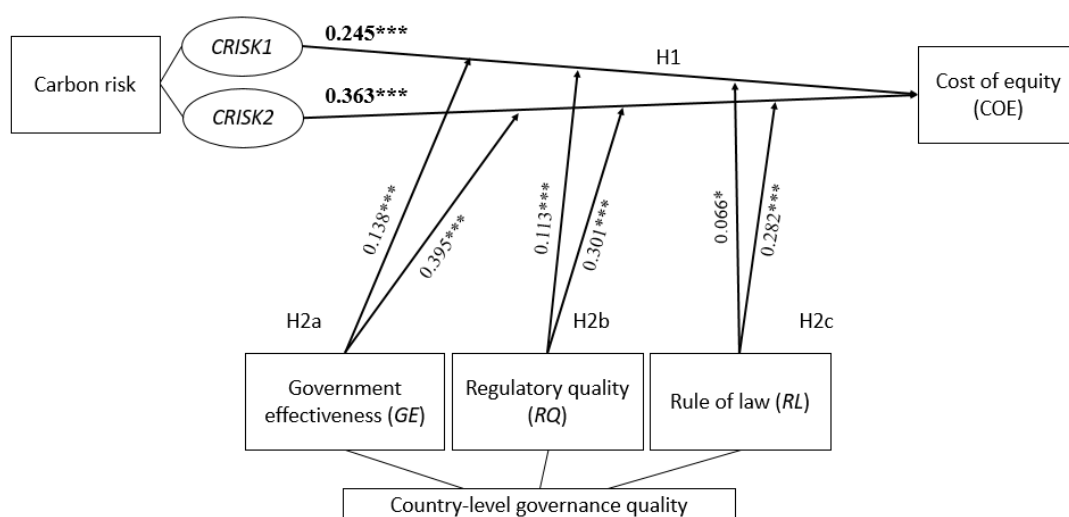 CRISK1
0.245***
H1
Carbon risk
Cost of equity
(COE)
CRISK2
0.363***
0.138***
0.395***
0.113***
0.301***
0.066*
0.282***
H2a
H2b
H2c
Government
effectiveness (GE)
Regulatory quality
(RQ)
Rule of law (RL)
Country-level governance quality